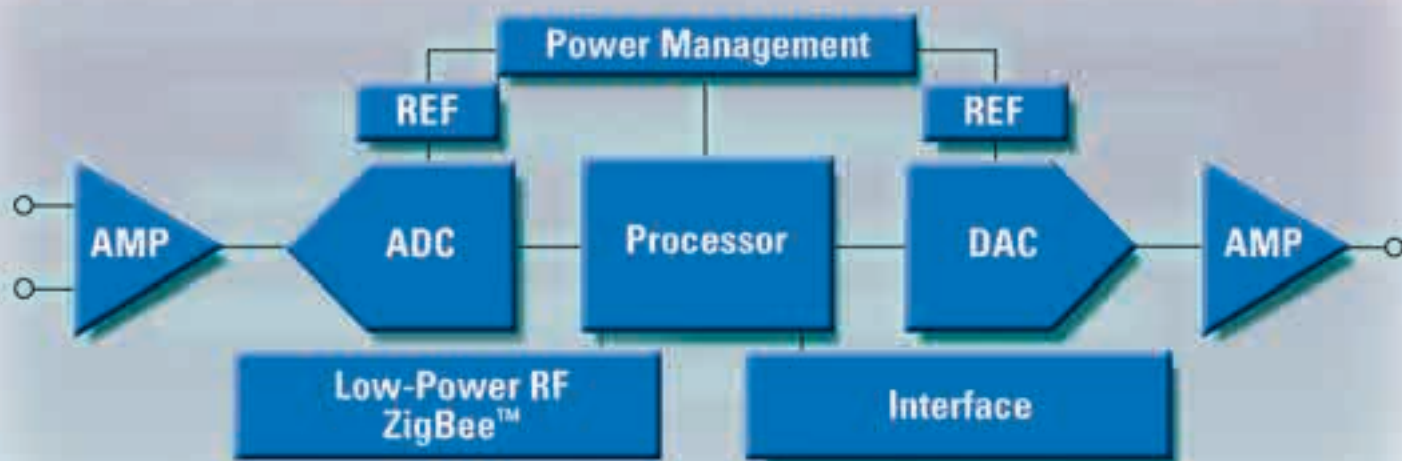 Power Management
REF
REF
AMP
ADC
Processor
DAC
AMP
Low-Power RF
ZigBee™
Interface